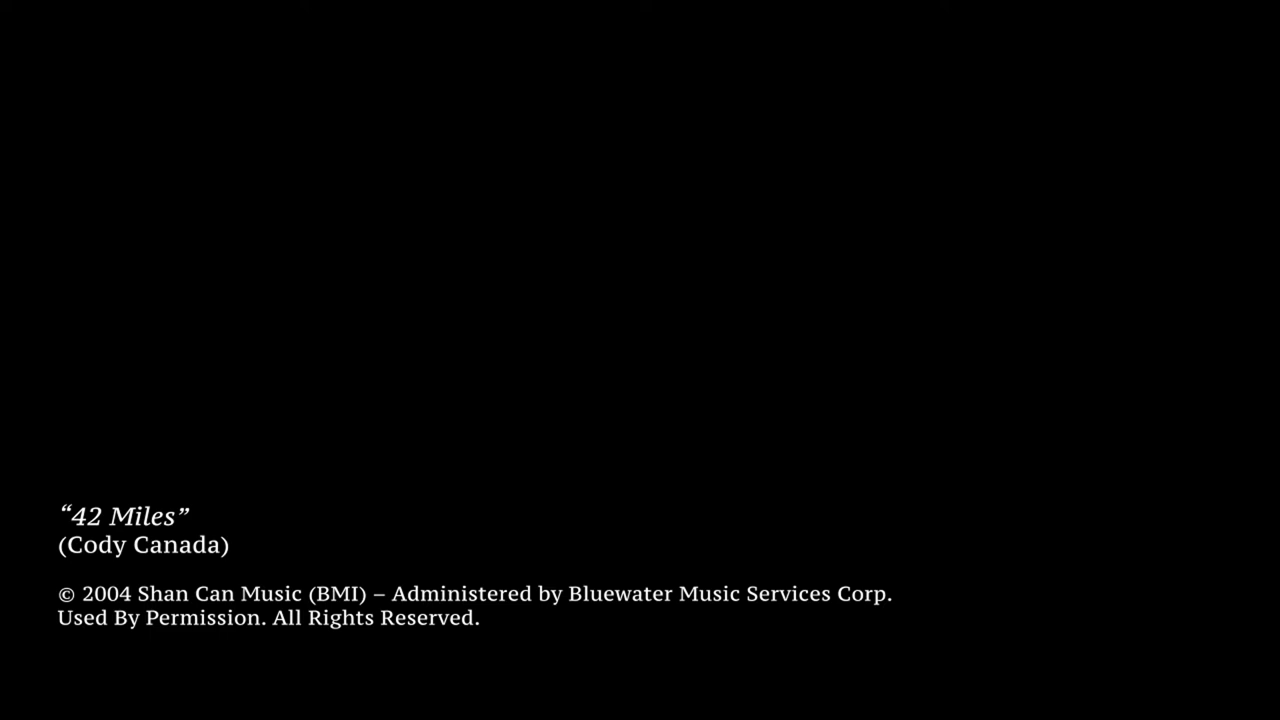 “42 Miles”
(Cody Canada)
© 2004 Shan Can Music (BMI) – Administered by Bluewater Music Services Corp.
Used By Permission. All Rights Reserved.